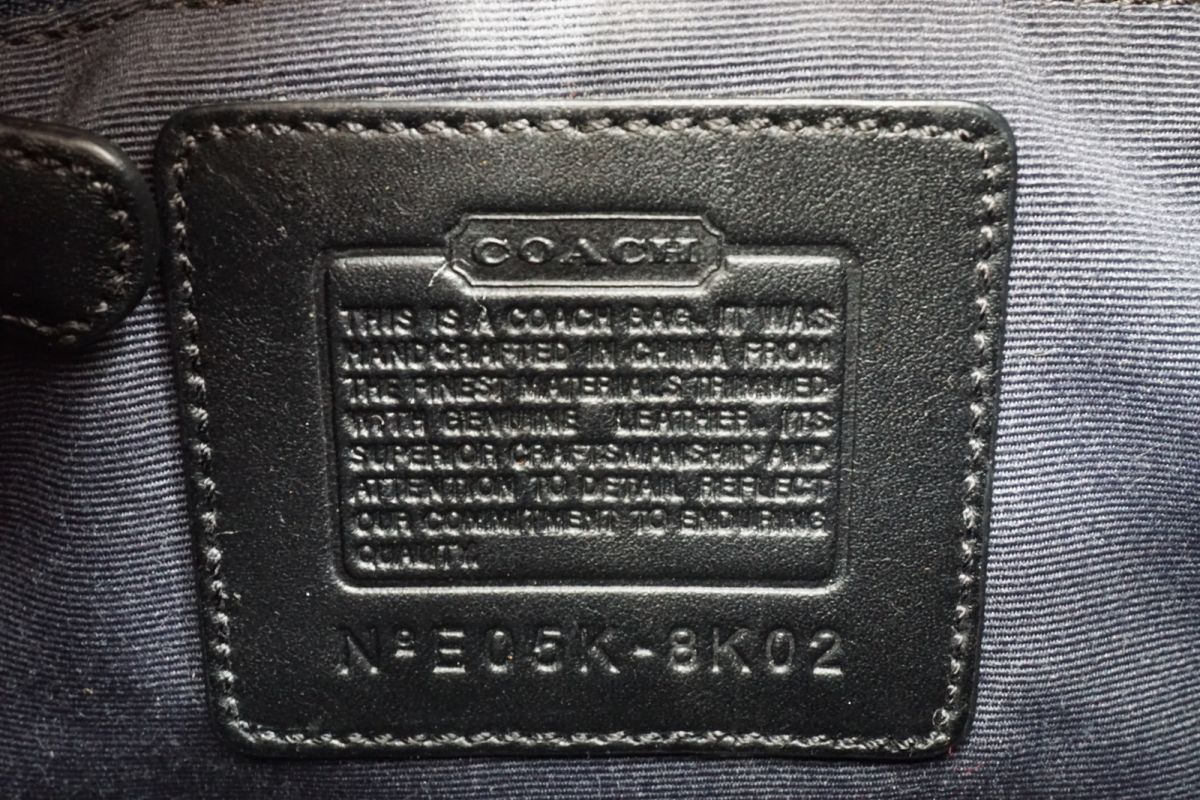 COACH
THIS IS A COACH BAG. IT WAS
HANDCRAFTED IN CHINA FROM
THE FINEST MATERIALS TRIMMED
WITH GENUINE LEATHER. ITS
SUPERIOR CRAFTSMANSHIP AND
ATTENTION TO DETAIL REFLECT
OUR COMMITMENT TO ENDURING
QUALITY.
Nº E05K-8K02